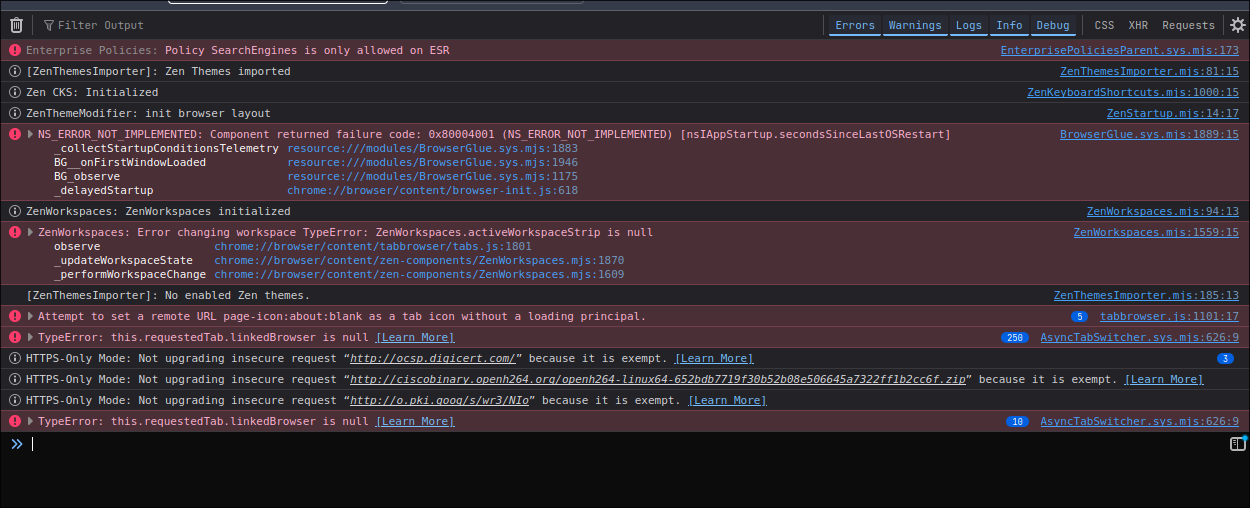 Filter Output Errors Warnings Logs Info Debug CSS XHR Requests
Enterprise Policies: Policy SearchEngines is only allowed on ESR EnterprisePoliciesParent.sys.mjs:173
[ZenThemesImporter]: Zen Themes imported ZenThemesImporter.mjs:81:15
Zen CKS: Initialized ZenKeyboardShortcuts.mjs:1000:15
ZenThemeModifier: init browser layout ZenStartup.mjs:14:17
NS_ERROR_NOT_IMPLEMENTED: Component returned failure code: 0x80004001 (NS_ERROR_NOT_IMPLEMENTED) [nsIAppStartup.secondsSinceLastOSRestart] BrowserGlue.sys.mjs:1889:15
_collectStartupConditionsTelemetry resource:///modules/BrowserGlue.sys.mjs:1883
BG__onFirstWindowLoaded resource:///modules/BrowserGlue.sys.mjs:1946
BG_observe resource:///modules/BrowserGlue.sys.mjs:1175
_delayedStartup chrome://browser/content/browser-init.js:618
ZenWorkspaces: ZenWorkspaces initialized ZenWorkspaces.mjs:94:13
ZenWorkspaces: Error changing workspace TypeError: ZenWorkspaces.activeWorkspaceStrip is null ZenWorkspaces.mjs:1559:15
observe chrome://browser/content/tabbrowser/tabs.js:1801
_updateWorkspaceState chrome://browser/content/zen-components/ZenWorkspaces.mjs:1870
_performWorkspaceChange chrome://browser/content/zen-components/ZenWorkspaces.mjs:1609
[ZenThemesImporter]: No enabled Zen themes. ZenThemesImporter.mjs:185:13
Attempt to set a remote URL page-icon:about:blank as a tab icon without a loading principal. 5 tabbrowser.js:1101:17
TypeError: this.requestedTab.linkedBrowser is null [Learn More] 250 AsyncTabSwitcher.sys.mjs:626:9
HTTPS-Only Mode: Not upgrading insecure request “http://ocsp.digicert.com/” because it is exempt. [Learn More] 3
HTTPS-Only Mode: Not upgrading insecure request “http://ciscobinary.openh264.org/openh264-linux64-652bdb7719f30b52b08e506645a7322ff1b2cc6f.zip” because it is exempt. [Learn More]
HTTPS-Only Mode: Not upgrading insecure request “http://o.pki.goog/s/wr3/NIo” because it is exempt. [Learn More]
TypeError: this.requestedTab.linkedBrowser is null [Learn More] 10 AsyncTabSwitcher.sys.mjs:626:9